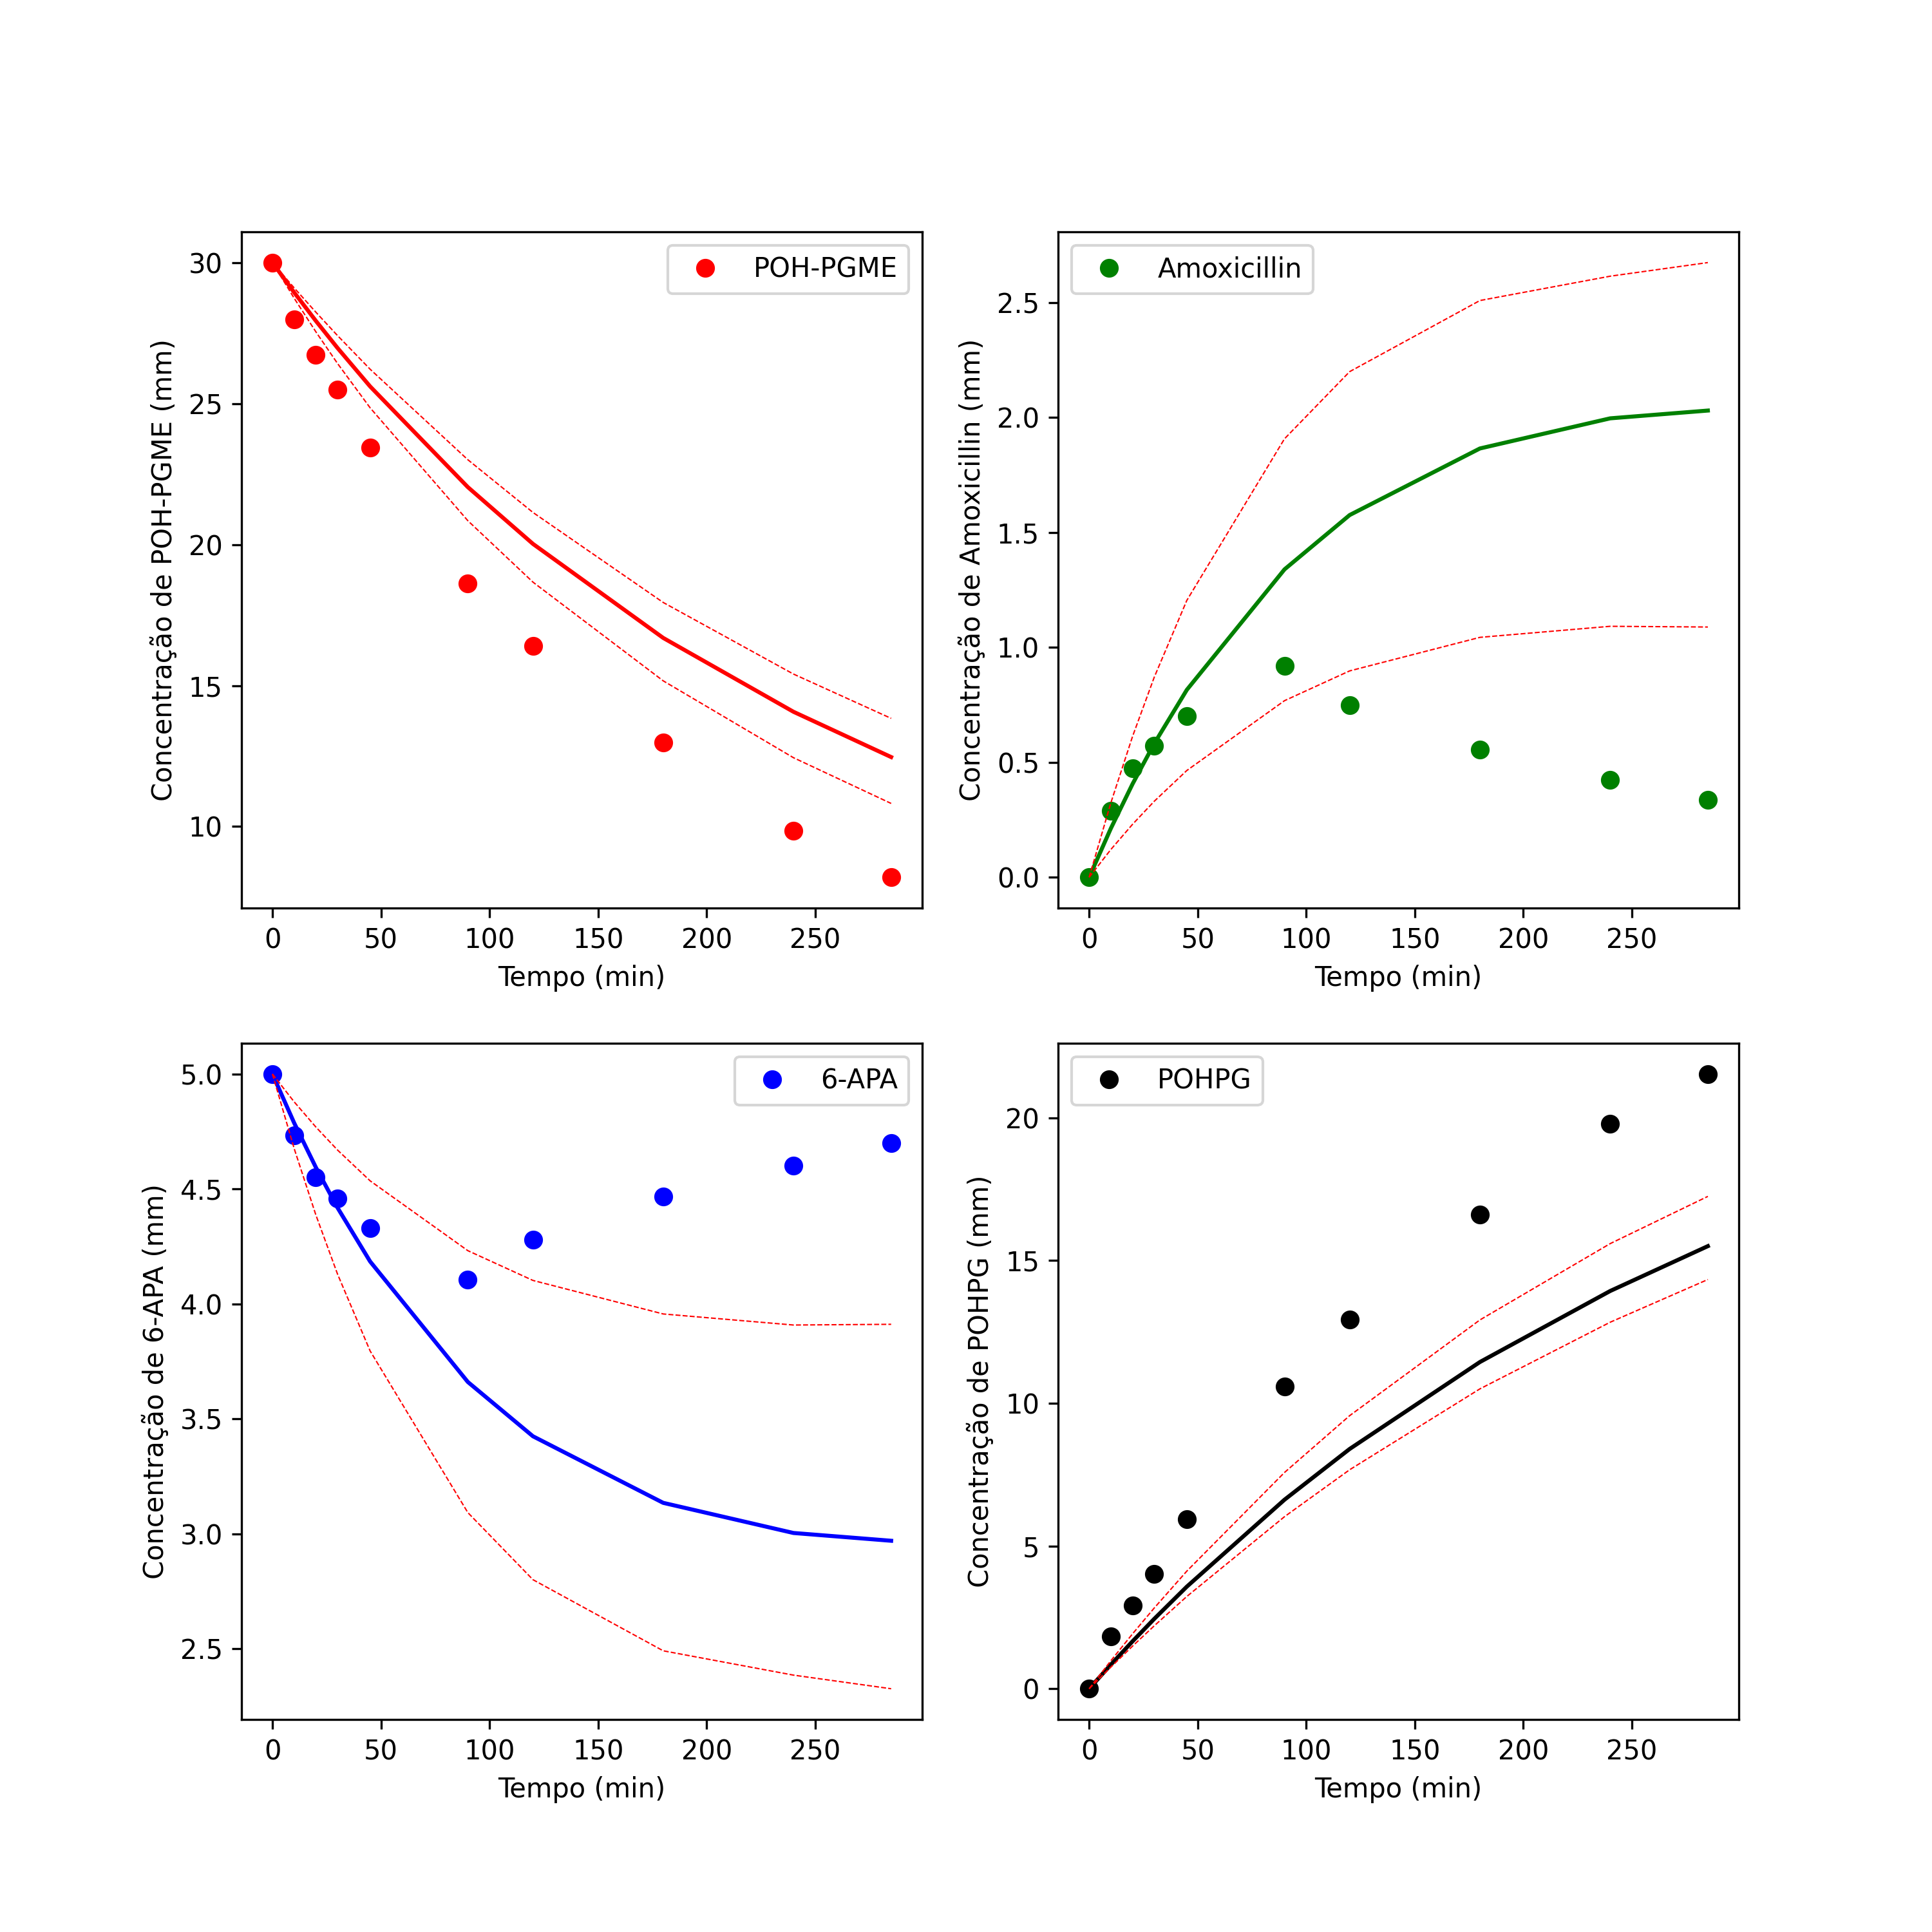 POH-PGME
Concentração de POH-PGME (mm)
30
25
20
15
10
0 50 100 150 200 250
Tempo (min)
Amoxicillin
Concentração de Amoxicillin (mm)
2.5
2.0
1.5
1.0
0.5
0.0
0 50 100 150 200 250
Tempo (min)
6-APA
Concentração de 6-APA (mm)
5.0
4.5
4.0
3.5
3.0
2.5
0 50 100 150 200 250
Tempo (min)
POHPG
Concentração de POHPG (mm)
20
15
10
5
0
0 50 100 150 200 250
Tempo (min)